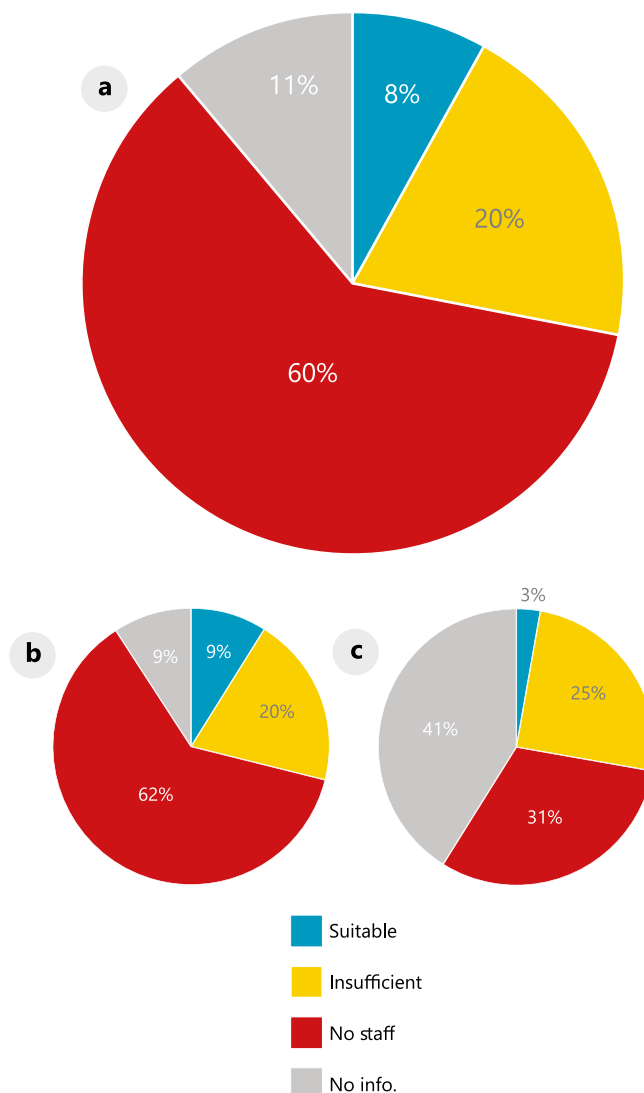 a
11%
8%
20%
60%
b
9%
9%
20%
62%
c
3%
25%
41%
31%
Suitable
Insufficient
No staff
No info.